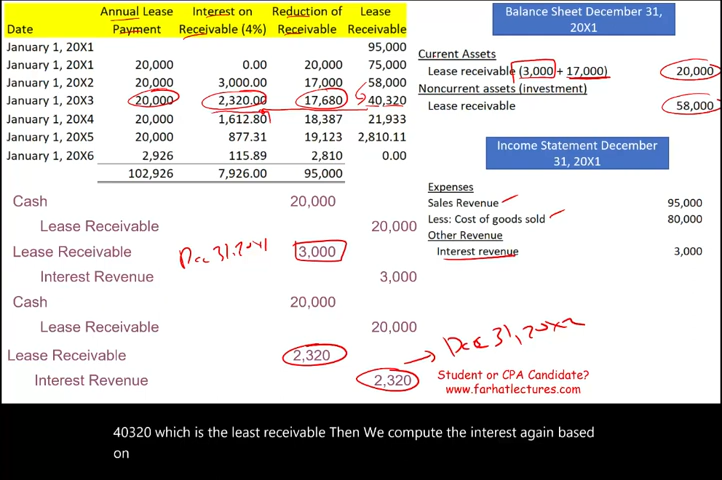 Annual Lease Interest on Reduction of Lease
Date Payment Receivable (4%) Receivable Receivable
January 1, 20X1 95,000
January 1, 20X1 20,000 0.00 20,000 75,000
January 1, 20X2 20,000 3,000.00 17,000 58,000
January 1, 20X3 20,000 2,320.00 17,680 40,320
January 1, 20X4 20,000 1,612.80 18,387 21,933
January 1, 20X5 20,000 877.31 19,123 2,810.11
January 1, 20X6 2,926 115.89 2,810 0.00
102,926 7,926.00 95,000
Cash 20,000
Lease Receivable 20,000
Lease Receivable Dec 31, 20X1 3,000
Interest Revenue 3,000
Cash 20,000
Lease Receivable 20,000
Lease Receivable 2,320
Interest Revenue 2,320
Balance Sheet December 31,
20X1
Current Assets
Lease receivable (3,000 + 17,000) 20,000
Noncurrent assets (investment)
Lease receivable 58,000
Income Statement December
31, 20X1
Expenses
Sales Revenue 95,000
Less: Cost of goods sold 80,000
Other Revenue
Interest revenue 3,000
Dec 31, 20X2
Student or CPA Candidate?
www.farhatlectures.com
40320 which is the least receivable Then We compute the interest again based
on